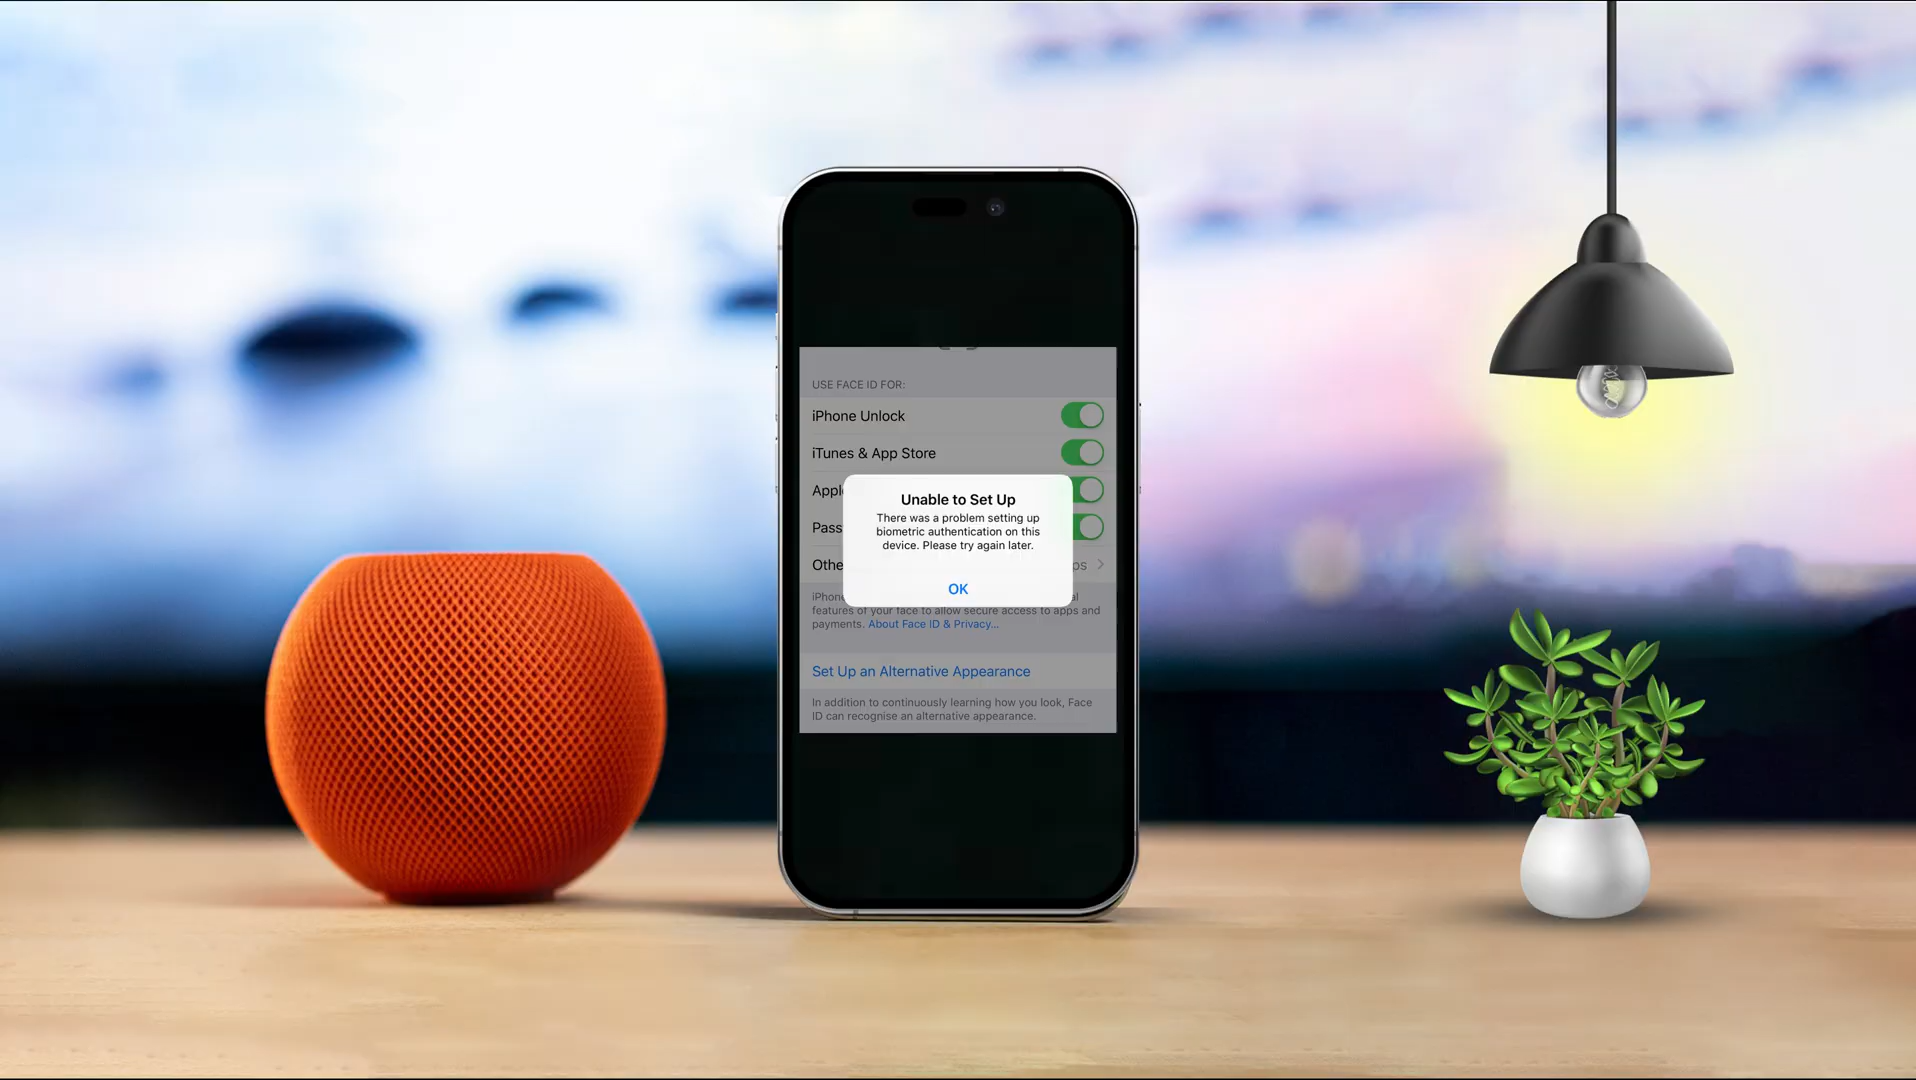 USE FACE ID FOR:
iPhone Unlock
iTunes & App Store
Appl
Pass
Unable to Set Up
There was a problem setting up
biometric authentication on this
device. Please try again later.
OK
Othe
ps
iPhone
al
features of your face to allow secure access to apps and
payments. About Face ID & Privacy...
Set Up an Alternative Appearance
In addition to continuously learning how you look, Face
ID can recognise an alternative appearance.